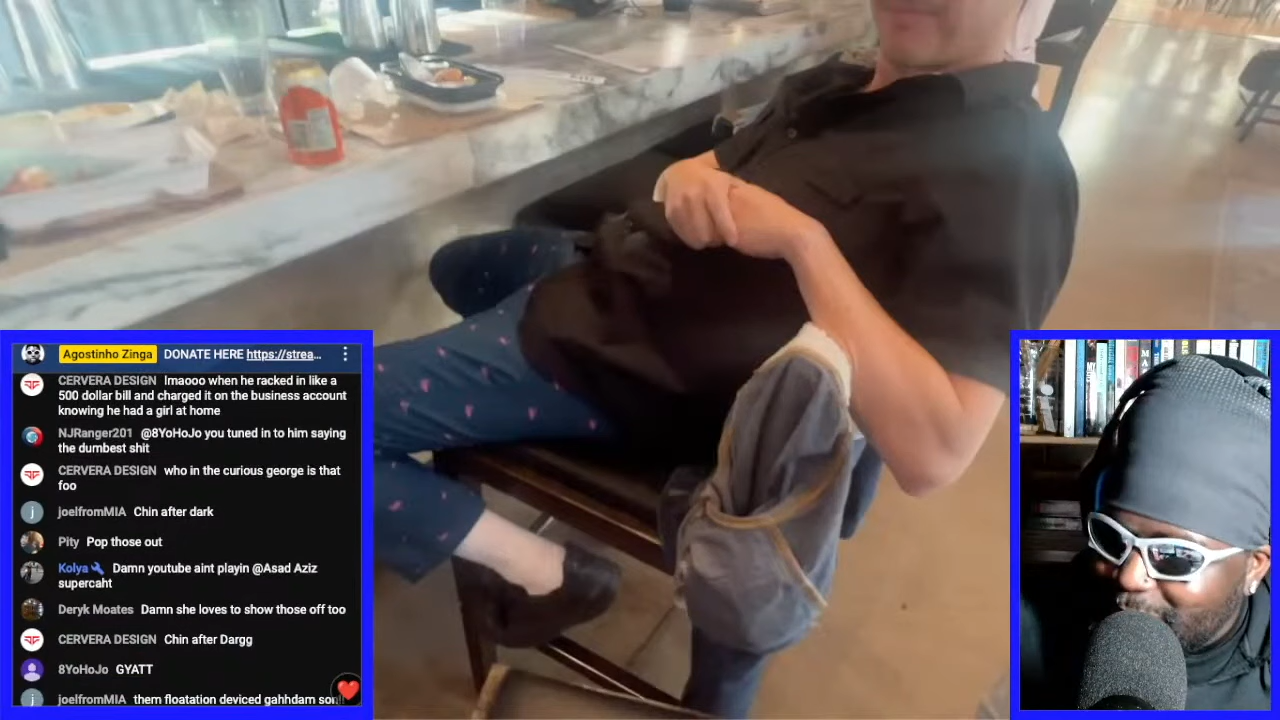 Agostinho Zinga DONATE HERE https://strea...
CERVERA DESIGN lmaooo when he racked in like a
500 dollar bill and charged it on the business account
knowing he had a girl at home
NJRanger201 @8YoHoJo you tuned in to him saying
the dumbest shit
CERVERA DESIGN who in the curious george is that
foo
joelfromMIA Chin after dark
Pity Pop those out
Kolya Damn youtube aint playin @Asad Aziz
supercaht
Deryk Moates Damn she loves to show those off too
CERVERA DESIGN Chin after Dargg
8YoHoJo GYATT
joelfromMIA them floatation deviced gahhdam son!!